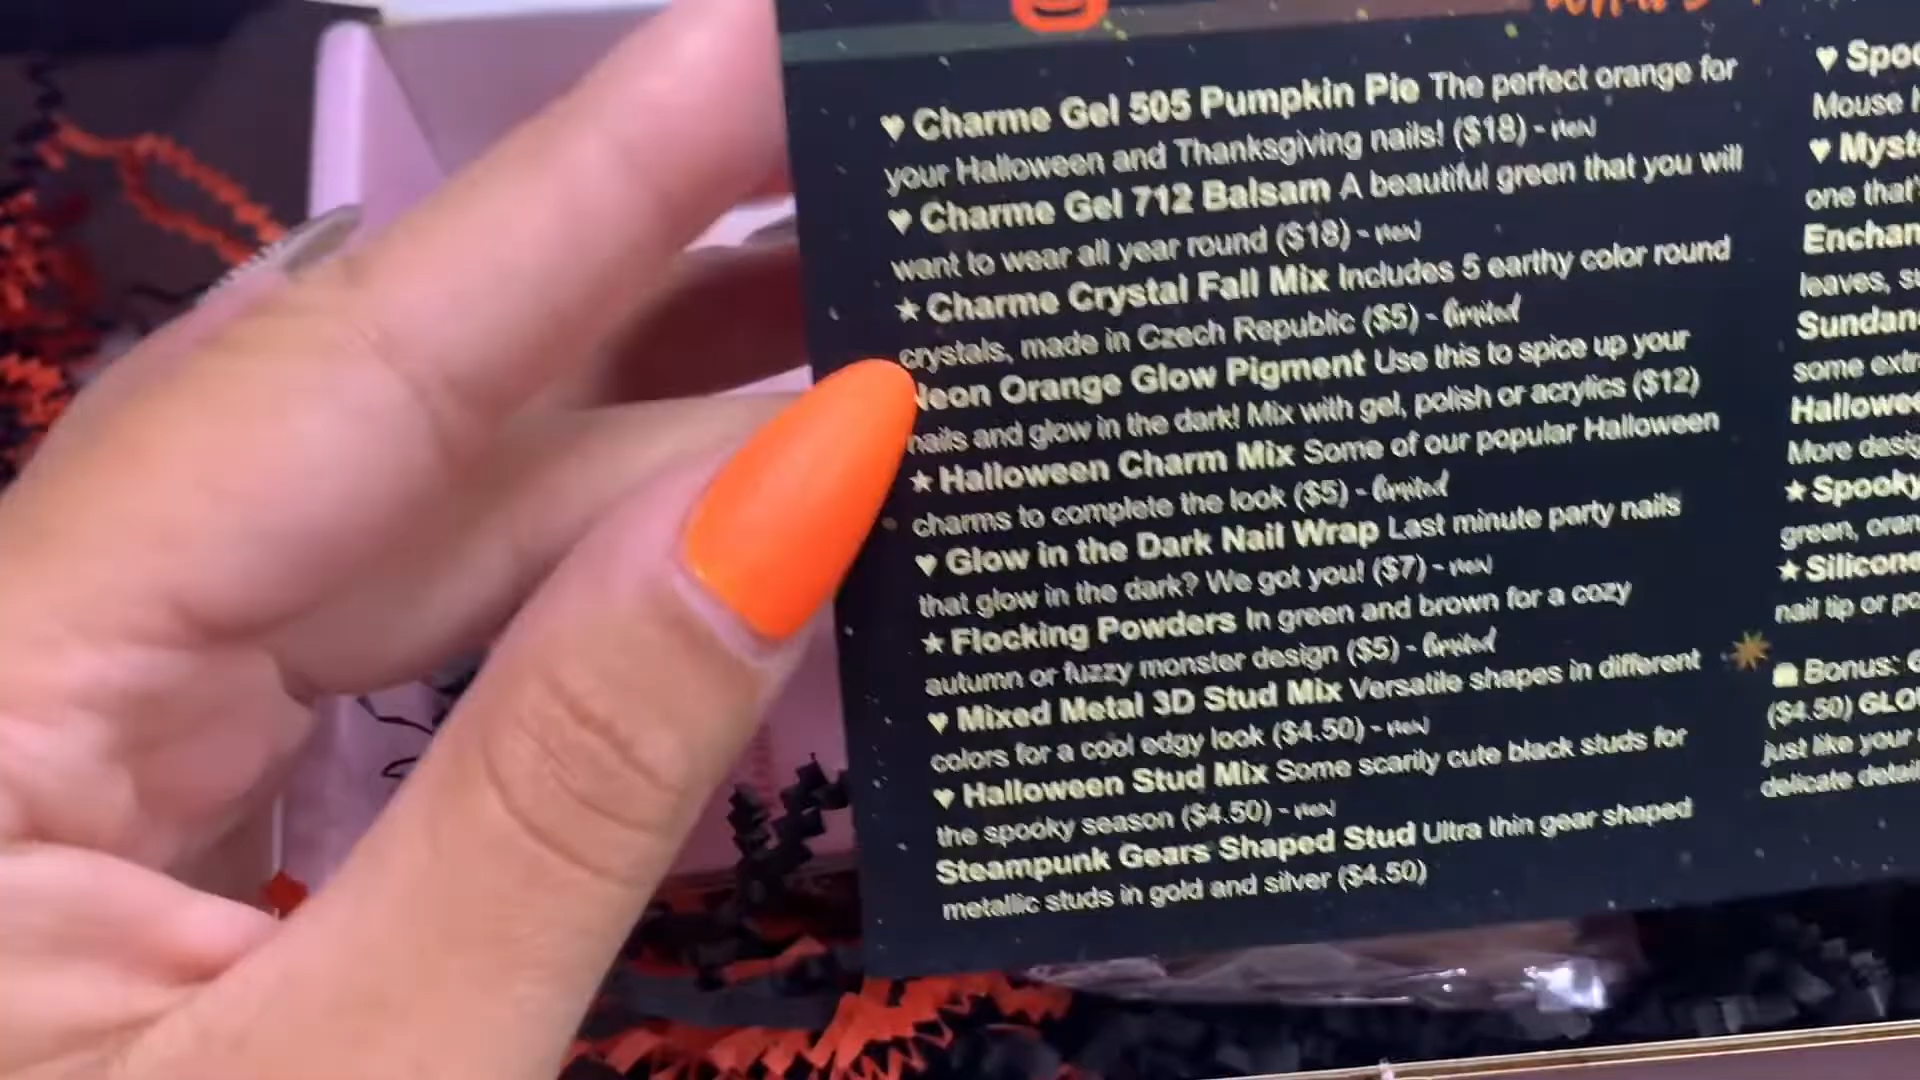 ♥ Charme Gel 505 Pumpkin Pie The perfect orange for
your Halloween and Thanksgiving nails! ($18) - new
♥ Charme Gel 712 Balsam A beautiful green that you will
want to wear all year round ($18) - new
★ Charme Crystal Fall Mix Includes 5 earthy color round
crystals, made in Czech Republic ($5) - limited
Neon Orange Glow Pigment Use this to spice up your
nails and glow in the dark! Mix with gel, polish or acrylics ($12)
★ Halloween Charm Mix Some of our popular Halloween
charms to complete the look ($5) - limited
♥ Glow in the Dark Nail Wrap Last minute party nails
that glow in the dark? We got you! ($7) - new
★ Flocking Powders In green and brown for a cozy
autumn or fuzzy monster design ($5) - limited
♥ Mixed Metal 3D Stud Mix Versatile shapes in different
colors for a cool edgy look ($4.50) - new
♥ Halloween Stud Mix Some scarily cute black studs for
the spooky season ($4.50) - new
Steampunk Gears Shaped Stud Ultra thin gear shaped
metallic studs in gold and silver ($4.50)
♥ Spoo
Mouse
♥ Myst
one that'
Enchan
leaves, s
Sundan
some extr
Hallowe
More desig
★ Spooky
green, oran
★ Silicone
nail tip or po
Bonus: 6
($4.50) GLO
just like your
delicate detail